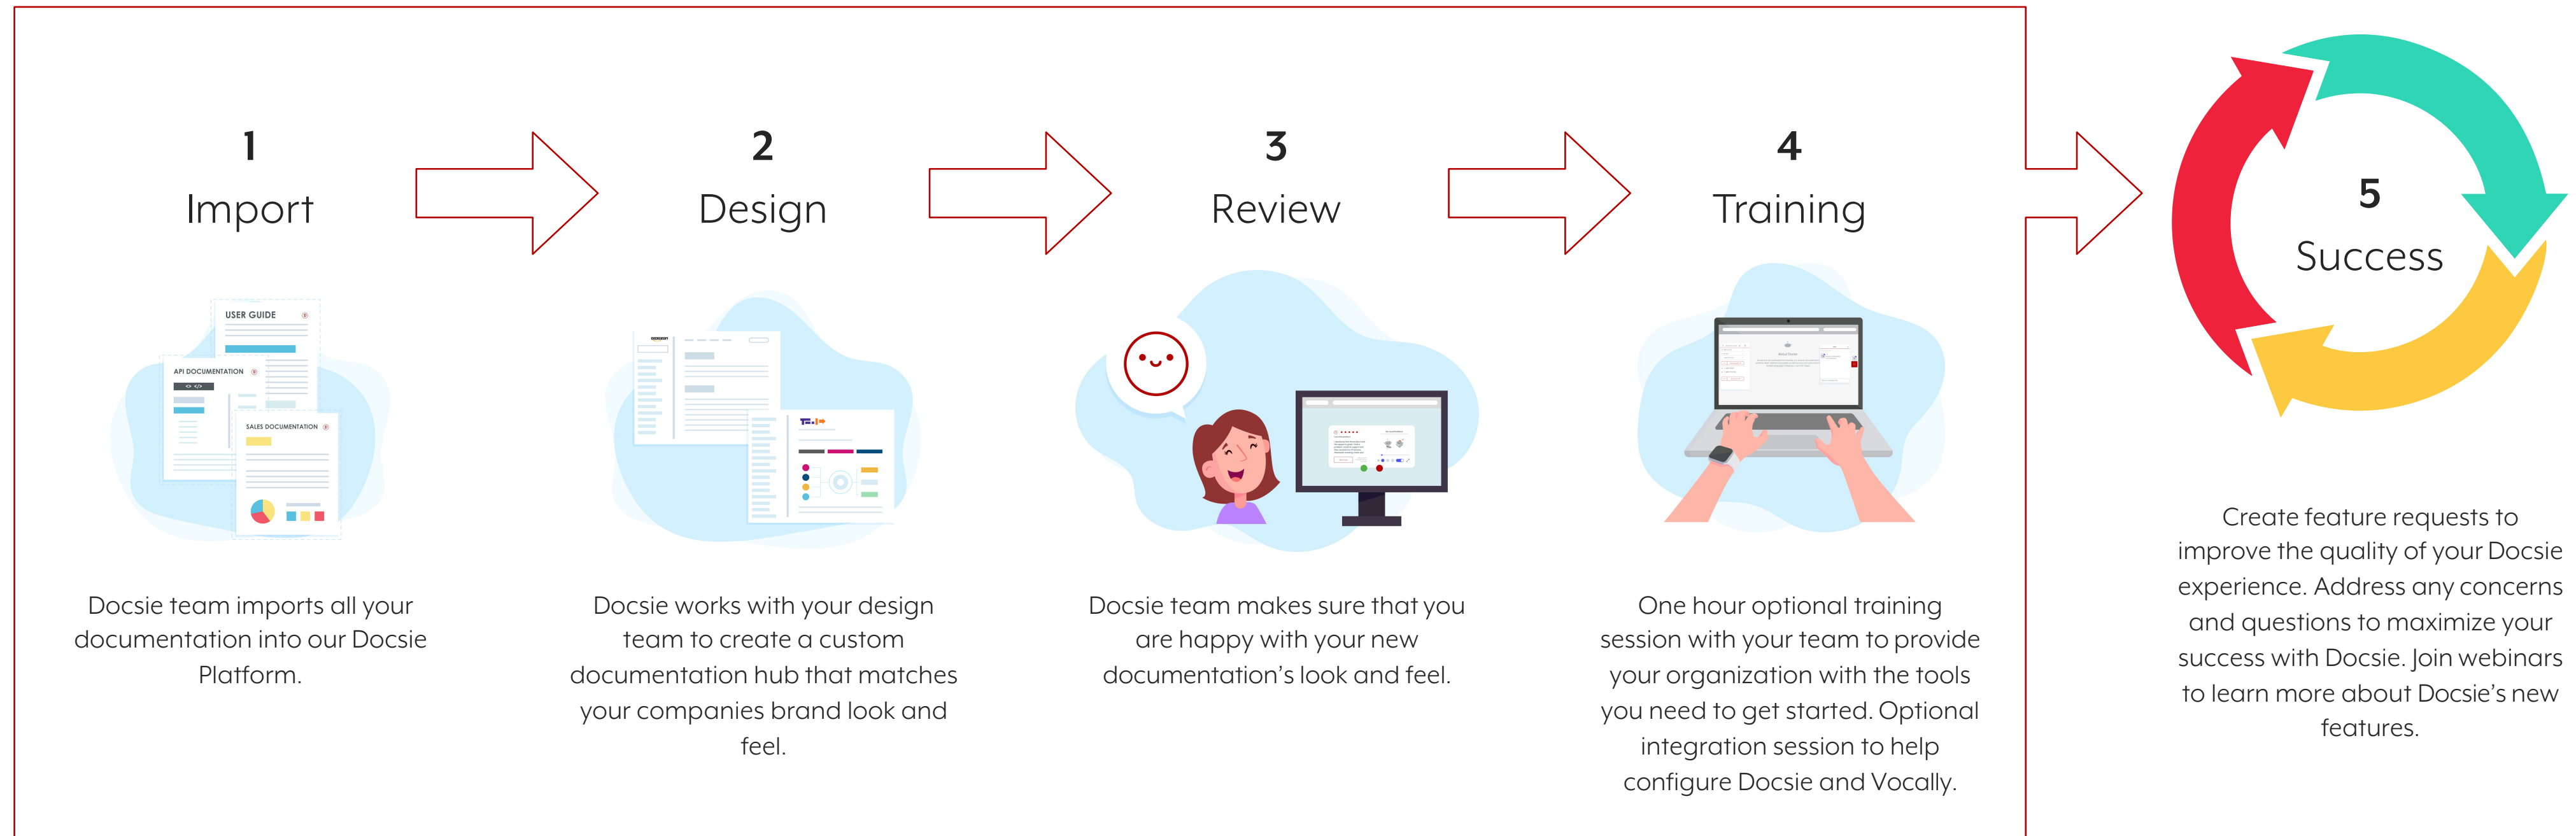 1
Import
USER GUIDE
API DOCUMENTATION
SALES DOCUMENTATION
Docsie team imports all your
documentation into our Docsie
Platform.
2
Design
Docsie works with your design
team to create a custom
documentation hub that matches
your companies brand look and
feel.
3
Review
Docsie team makes sure that you
are happy with your new
documentation’s look and feel.
4
Training
One hour optional training
session with your team to provide
your organization with the tools
you need to get started. Optional
integration session to help
configure Docsie and Vocally.
5
Success
Create feature requests to
improve the quality of your Docsie
experience. Address any concerns
and questions to maximize your
success with Docsie. Join webinars
to learn more about Docsie’s new
features.